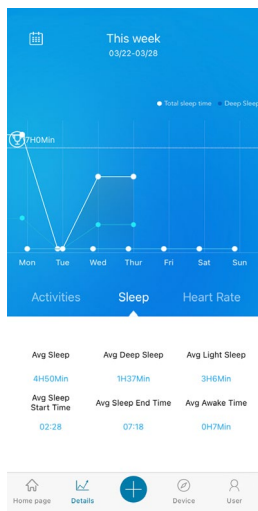 This week
03/22-03/28
Total sleep time Deep Sleep
7H0Min
Mon Tue Wed Thur Fri Sat Sun
Activities Sleep Heart Rate
Avg Sleep Avg Deep Sleep Avg Light Sleep
4H50Min 1H37Min 3H6Min
Avg Sleep
Start Time Avg Sleep End Time Avg Awake Time
02:28 07:18 0H7Min
Home page Details Device User